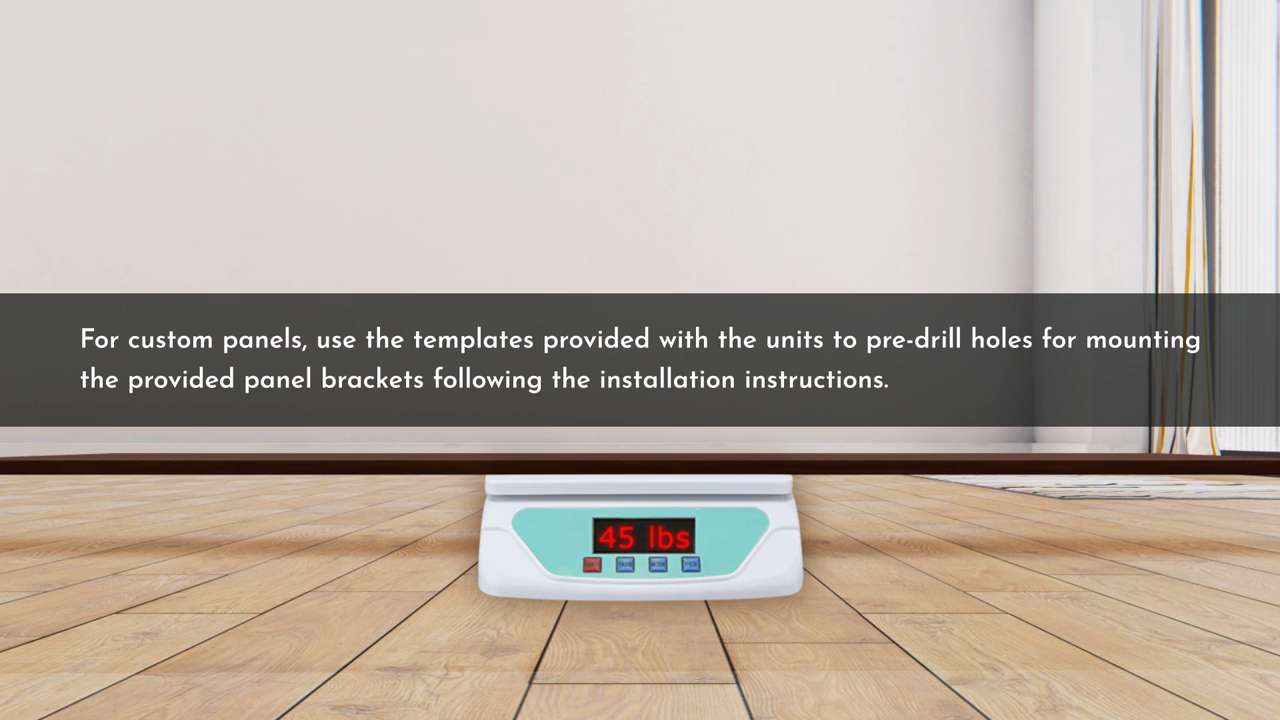 For custom panels, use the templates provided with the units to pre-drill holes for mounting
the provided panel brackets following the installation instructions.
45 lbs